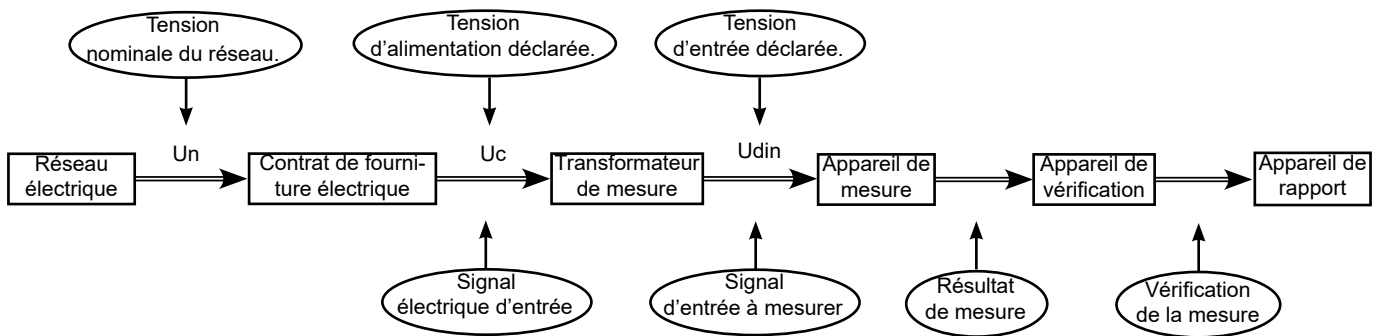 Tension
nominale du réseau.
Tension
d’alimentation déclarée.
Tension
d’entrée déclarée.
Un
Uc
Udin
Réseau
électrique
Contrat de fourni-
ture électrique
Transformateur
de mesure
Appareil de
mesure
Appareil de
vérification
Appareil de
rapport
Signal
électrique d’entrée
Signal
d’entrée à mesurer
Résultat
de mesure
Vérification
de la mesure